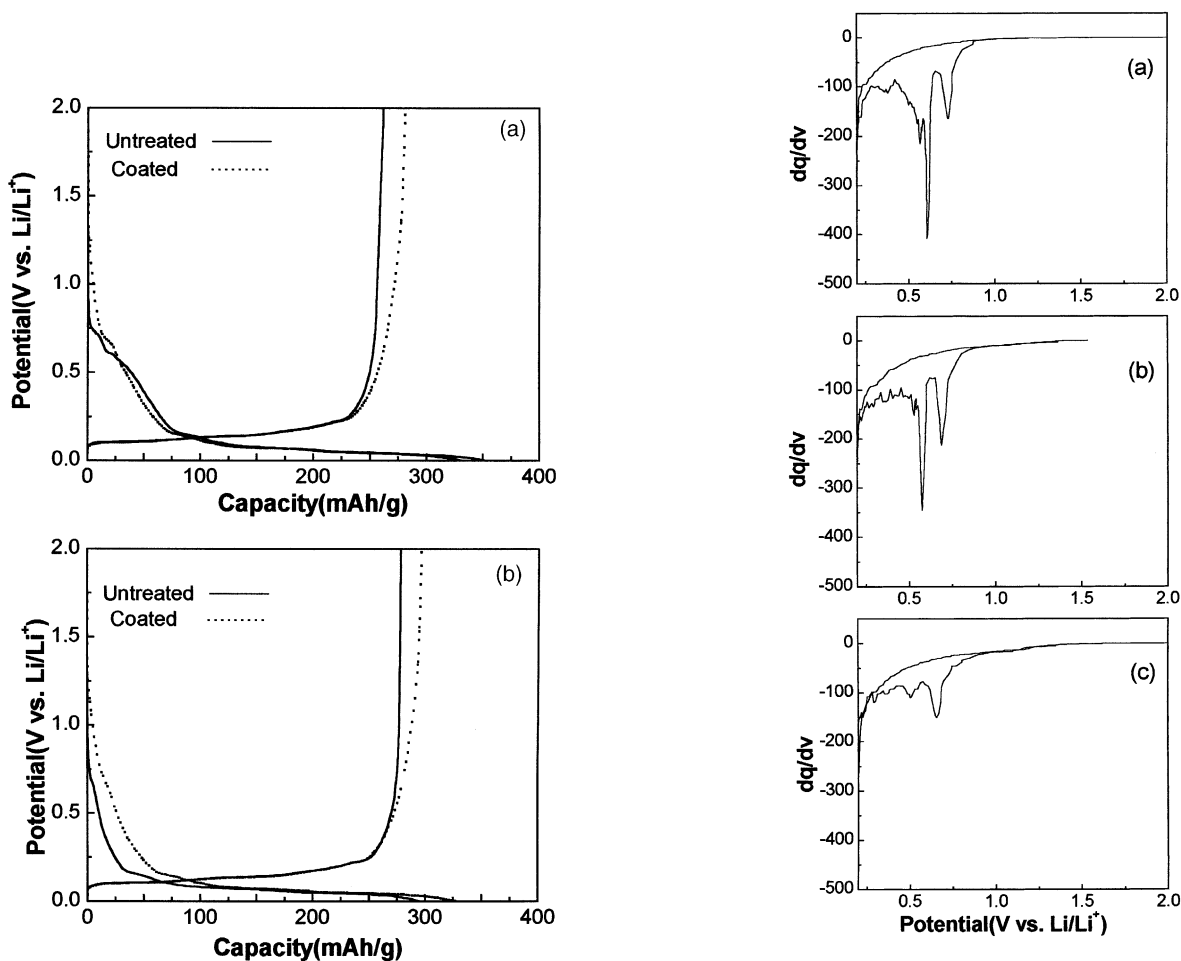 (a)
Untreated
Coated
2.0
1.5
1.0
0.5
0.0
Potential(V vs. Li/Li+)
0 100 200 300 400
Capacity(mAh/g)
(b)
Untreated
Coated
2.0
1.5
1.0
0.5
0.0
Potential(V vs. Li/Li+)
0 100 200 300 400
Capacity(mAh/g)
(a)
0
-100
-200
-300
-400
-500
dq/dv
0.5 1.0 1.5 2.0
(b)
0
-100
-200
-300
-400
-500
dq/dv
0.5 1.0 1.5 2.0
(c)
0
-100
-200
-300
-400
-500
dq/dv
0.5 1.0 1.5 2.0
Potential(V vs. Li/Li+)